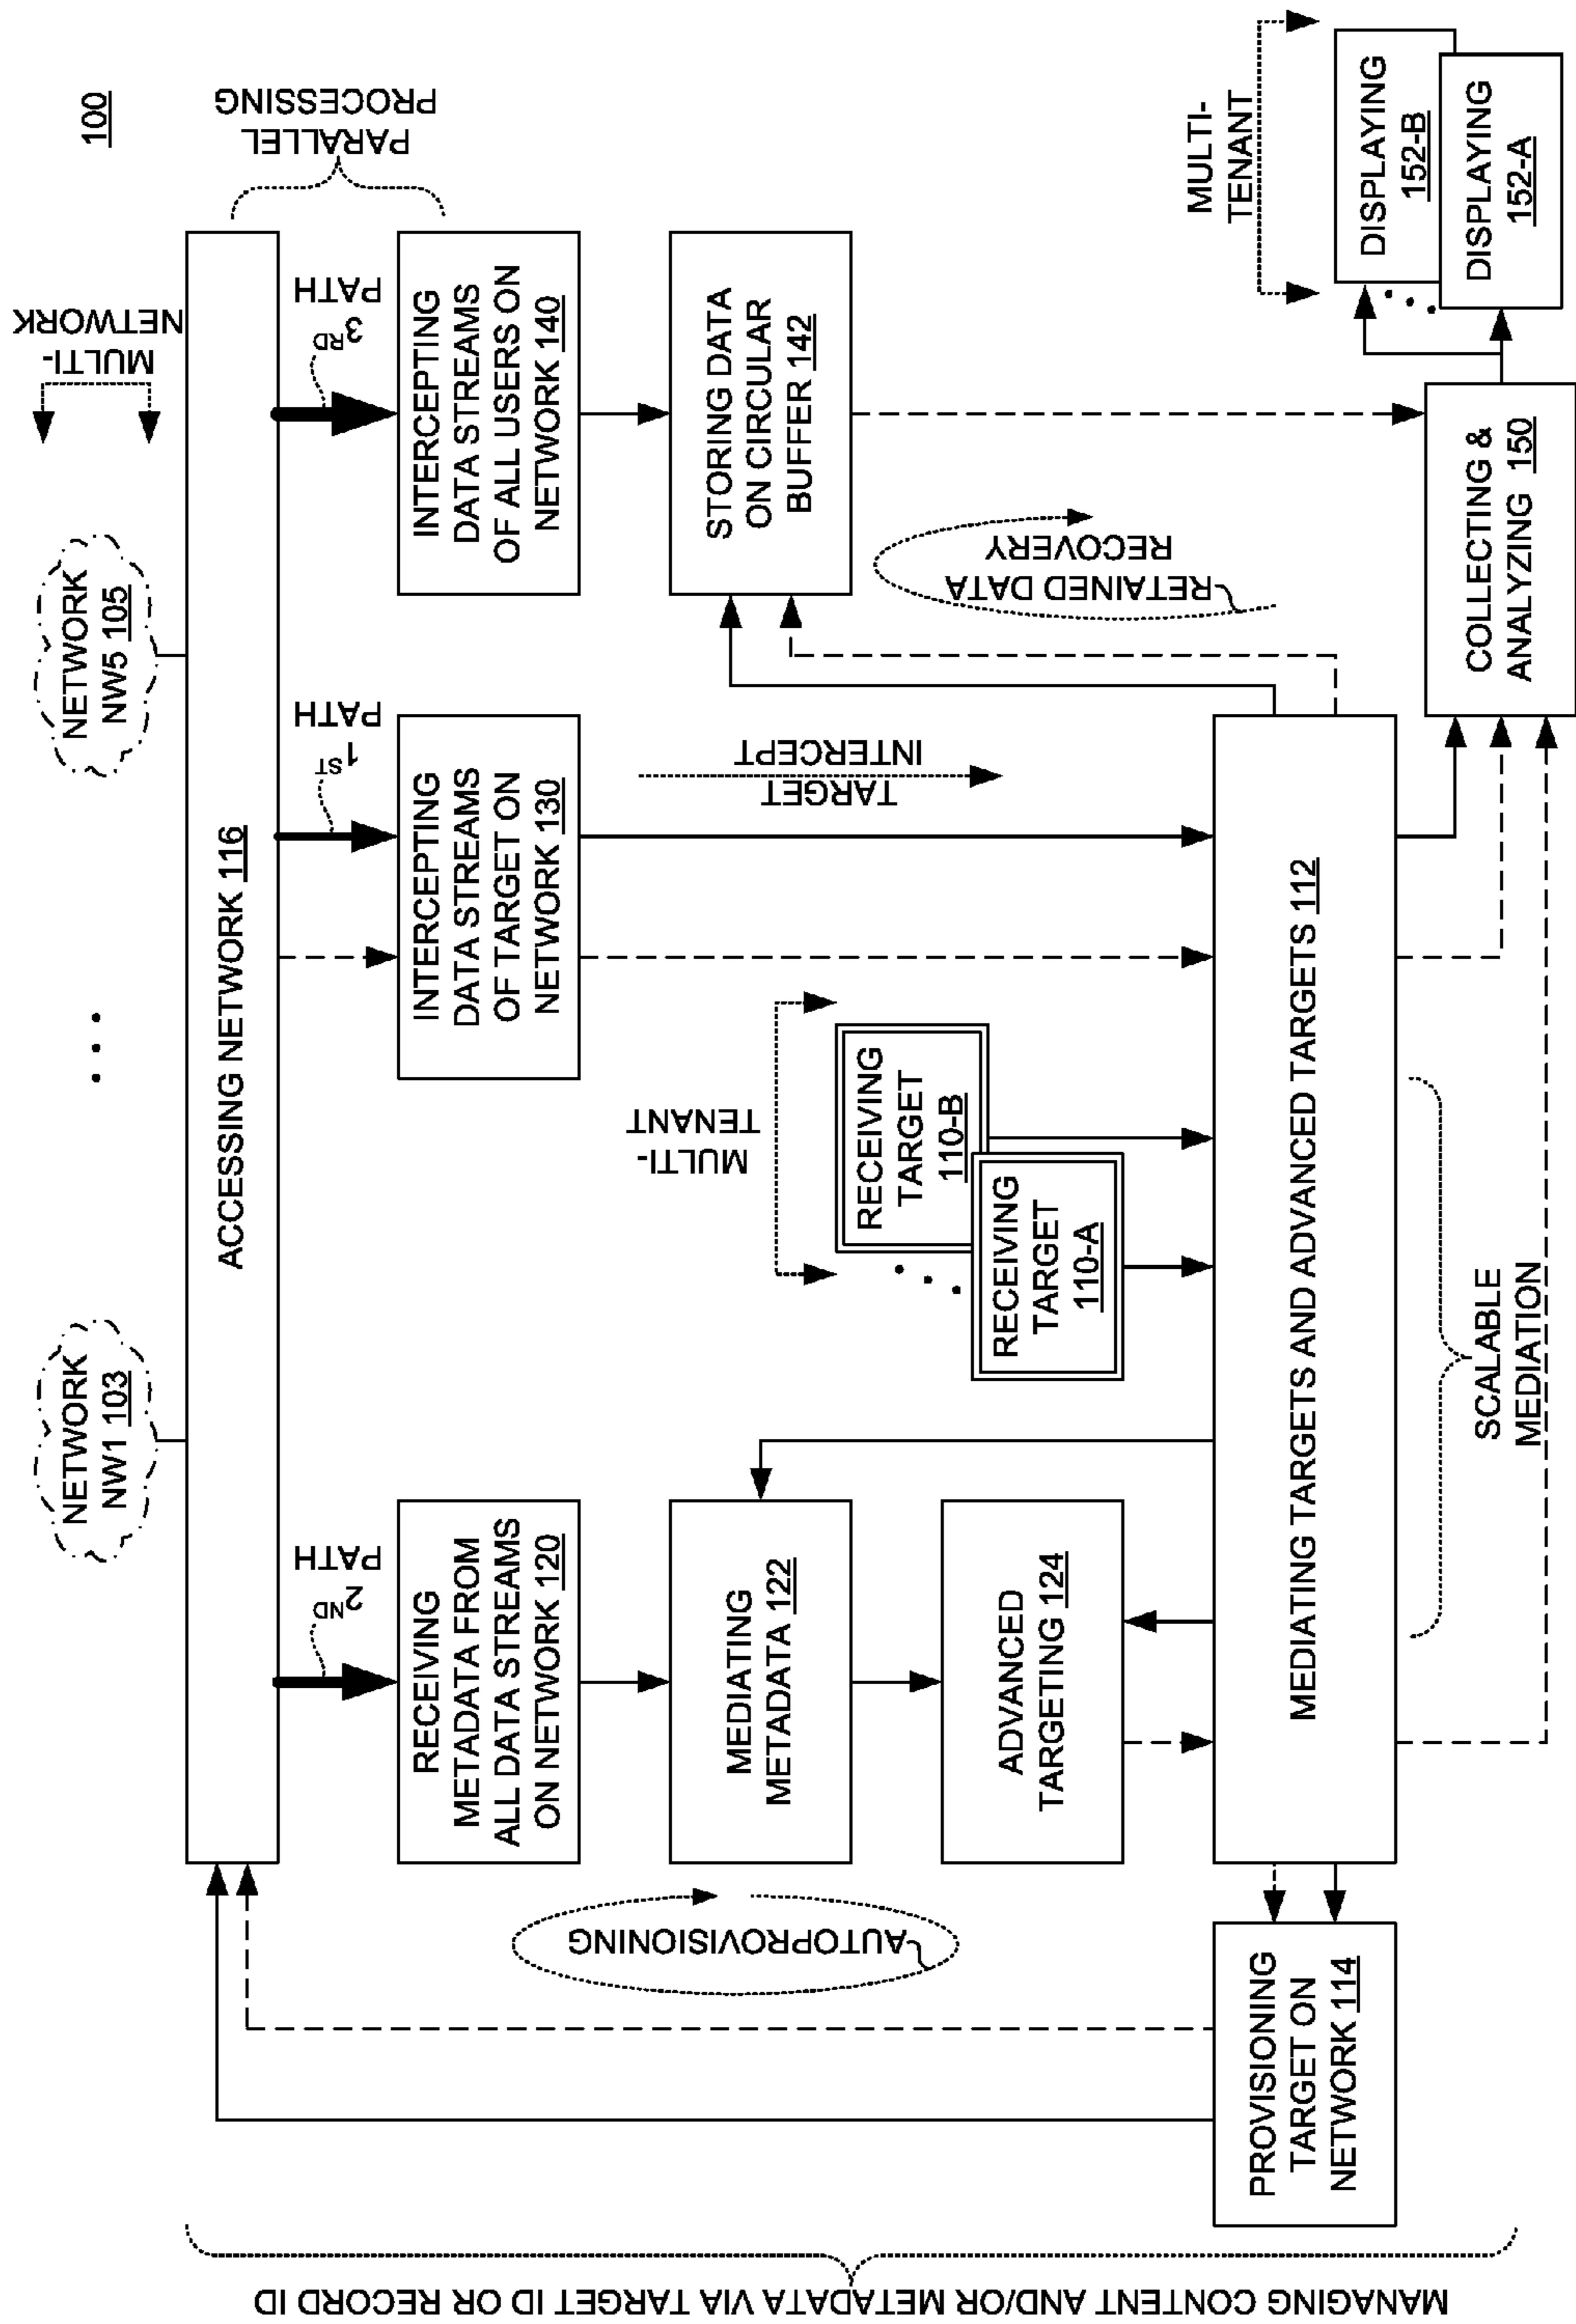 100
MULTI-
NETWORK
NETWORK
NW1 103
NETWORK
NW5 105
ACCESSING NETWORK 116
PARALLEL
PROCESSING
2ND
PATH
1ST
PATH
3RD
PATH
RECEIVING
METADATA FROM
ALL DATA STREAMS
ON NETWORK 120
INTERCEPTING
DATA STREAMS
OF TARGET ON
NETWORK 130
INTERCEPTING
DATA STREAMS
OF ALL USERS ON
NETWORK 140
AUTOPROVISIONING
MEDIATING
METADATA 122
MULTI-
TENANT
TARGET
INTERCEPT
STORING DATA
ON CIRCULAR
BUFFER 142
RECEIVING
TARGET
110-B
RECEIVING
TARGET
110-A
ADVANCED
TARGETING 124
RETAINED DATA
RECOVERY
PROVISIONING
TARGET ON
NETWORK 114
MEDIATING TARGETS AND ADVANCED TARGETS 112
SCALABLE
MEDIATION
COLLECTING &
ANALYZING 150
MULTI-
TENANT
DISPLAYING
152-B
DISPLAYING
152-A
MANAGING CONTENT AND/OR METADATA VIA TARGET ID OR RECORD ID